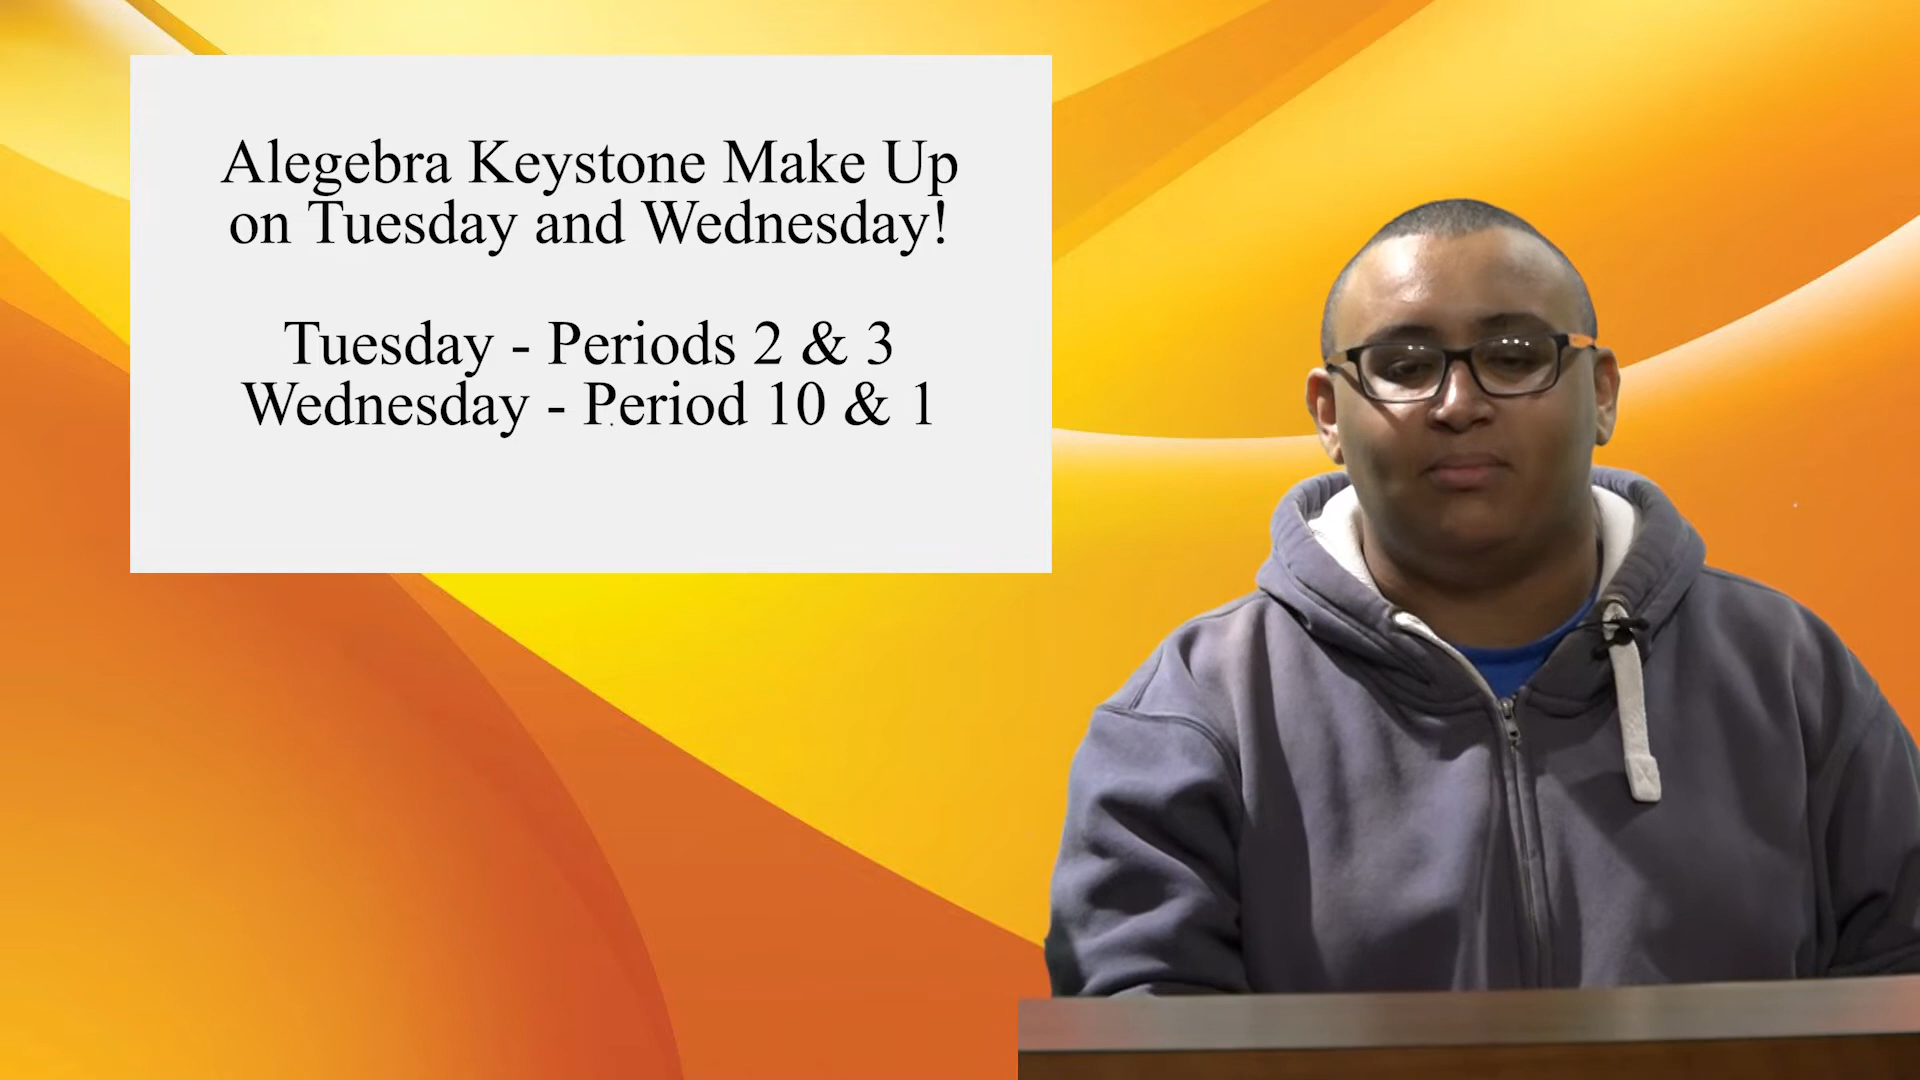 Alegebra Keystone Make Up
on Tuesday and Wednesday!
Tuesday - Periods 2 & 3
Wednesday - Period 10 & 1